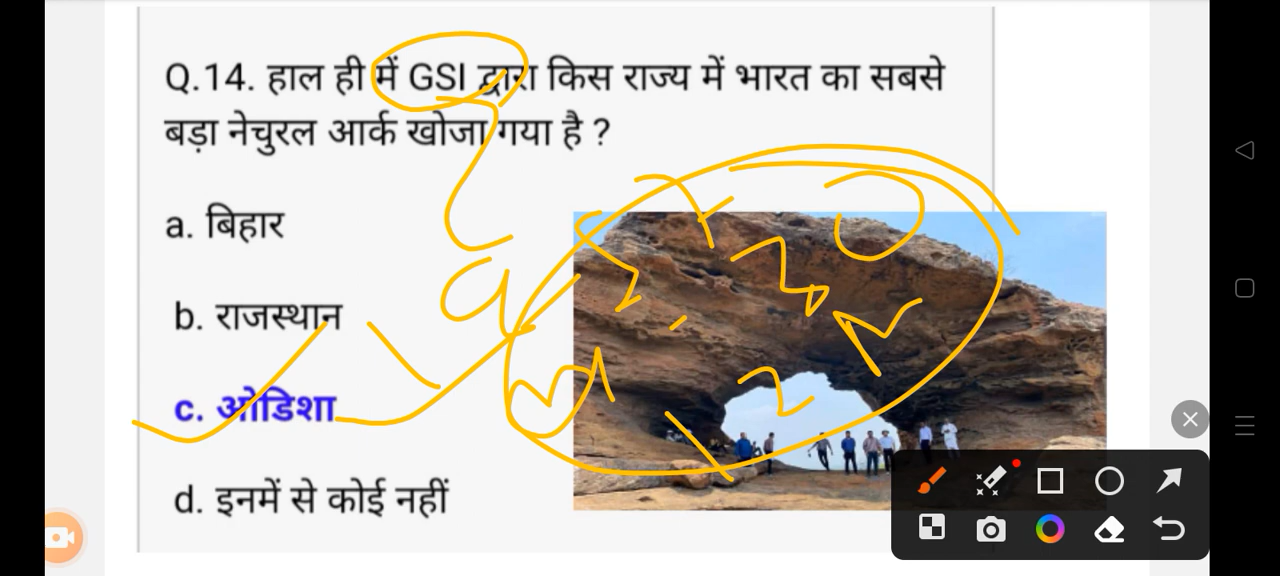 Q.14. हाल ही में GSI द्वारा किस राज्य में भारत का सबसे
बड़ा नेचुरल आर्क खोजा गया है ?
a. बिहार
b. राजस्थान
c. ओडिशा
d. इनमें से कोई नहीं